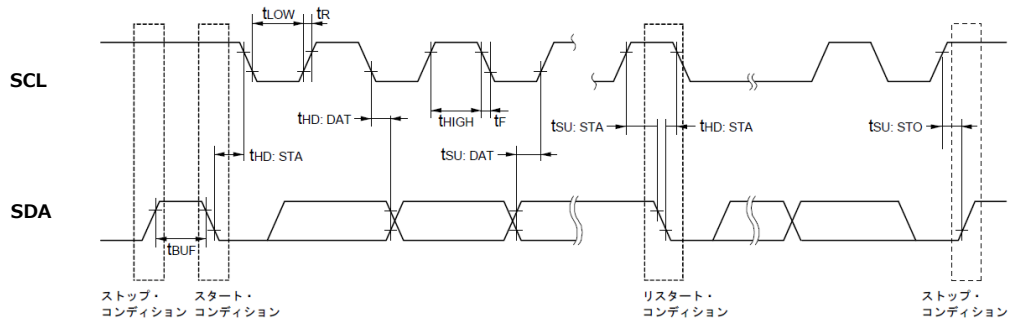 tLOW
tR
SCL
tHD: DAT
tHIGH
tF
tSU: STA
tHD: STA
tSU: STO
tHD: STA
tSU: DAT
SDA
tBUF
ストップ・
コンディション
スタート・
コンディション
リスタート・
コンディション
ストップ・
コンディション